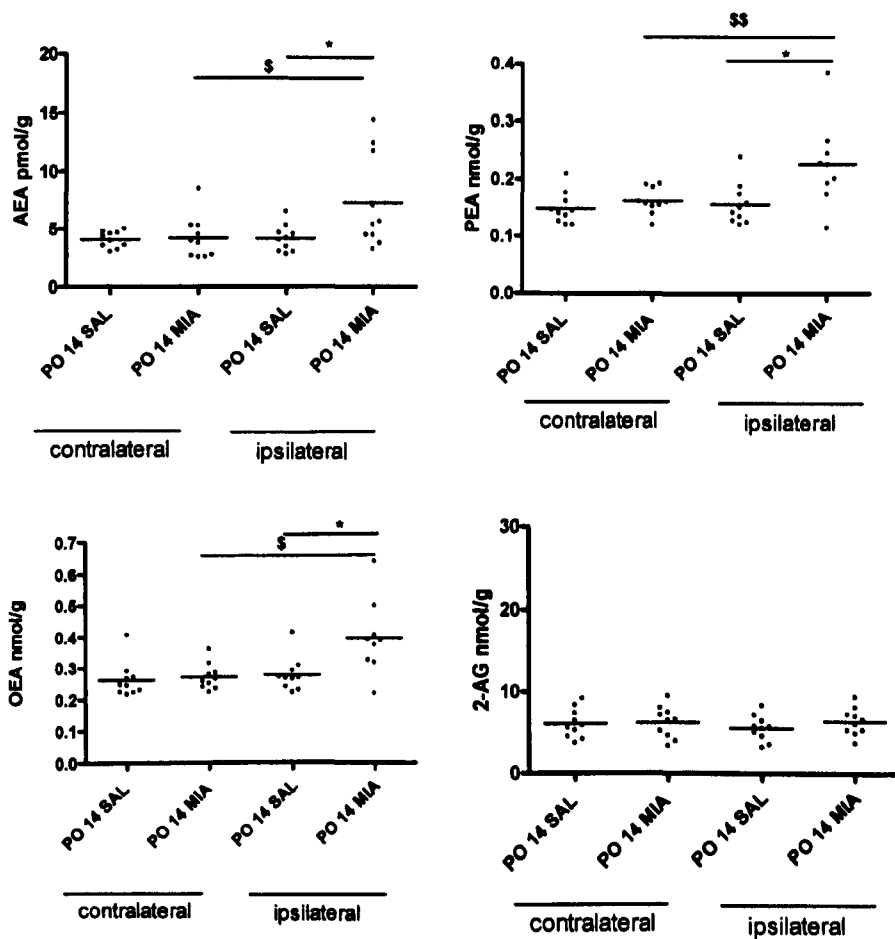 *
$
20
15
10
5
0
AEA pmol/g
PO 14 SAL
PO 14 MIA
PO 14 SAL
PO 14 MIA
contralateral
ipsilateral
$$
*
0.4
0.3
0.2
0.1
0.0
PEA nmol/g
PO 14 SAL
PO 14 MIA
PO 14 SAL
PO 14 MIA
contralateral
ipsilateral
*
$
0.7
0.6
0.5
0.4
0.3
0.2
0.1
0.0
OEA nmol/g
PO 14 SAL
PO 14 MIA
PO 14 SAL
PO 14 MIA
contralateral
ipsilateral
30
20
10
0
2-AG nmol/g
PO 14 SAL
PO 14 MIA
PO 14 SAL
PO 14 MIA
contralateral
ipsilateral